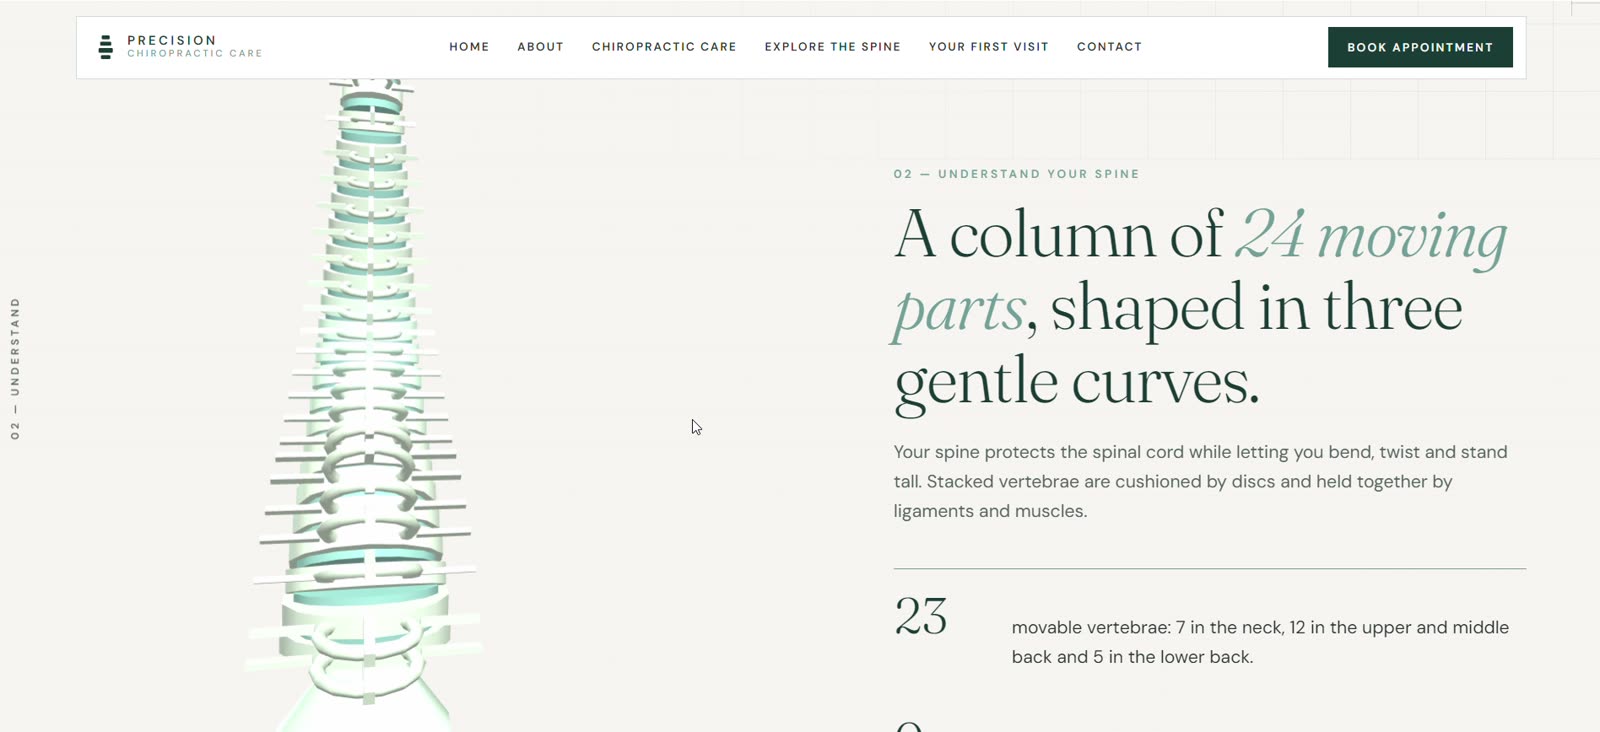 PRECISION
CHIROPRACTIC CARE
HOME
ABOUT
CHIROPRACTIC CARE
EXPLORE THE SPINE
YOUR FIRST VISIT
CONTACT
BOOK APPOINTMENT
02 — UNDERSTAND
02 — UNDERSTAND YOUR SPINE
A column of 24 moving
parts, shaped in three
gentle curves.
Your spine protects the spinal cord while letting you bend, twist and stand
tall. Stacked vertebrae are cushioned by discs and held together by
ligaments and muscles.
23
movable vertebrae: 7 in the neck, 12 in the upper and middle
back and 5 in the lower back.